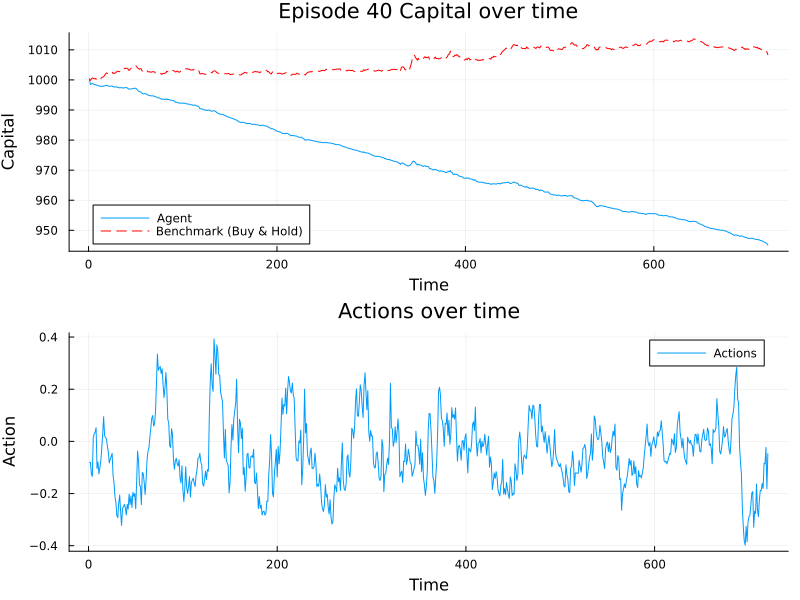 Episode 40 Capital over time
Capital
1010
1000
990
980
970
960
950
Agent
Benchmark (Buy & Hold)
0 200 400 600
Time
Actions over time
Action
0.4
0.2
0.0
−0.2
−0.4
Actions
0 200 400 600
Time